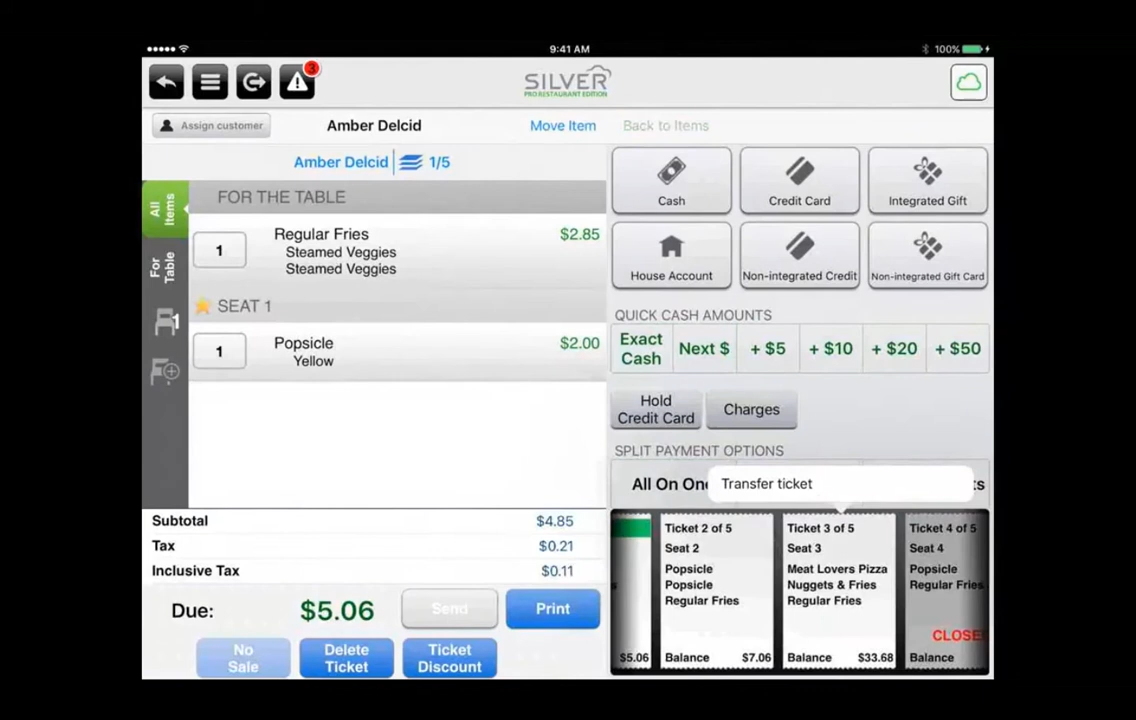 9:41 AM
100%
3
SILVER
PRO RESTAURANT EDITION
Assign customer
Amber Delcid
Move Item
Back to Items
Amber Delcid
1/5
All Items
For Table
1
FOR THE TABLE
1
Regular Fries
$2.85
Steamed Veggies
Steamed Veggies
SEAT 1
1
Popsicle
$2.00
Yellow
Subtotal
$4.85
Tax
$0.21
Inclusive Tax
$0.11
Due:
$5.06
Send
Print
No
Sale
Delete
Ticket
Ticket
Discount
Cash
Credit Card
Integrated Gift
House Account
Non-integrated Credit
Non-integrated Gift Card
QUICK CASH AMOUNTS
Exact
Cash
Next $
+ $5
+ $10
+ $20
+ $50
Hold
Credit Card
Charges
SPLIT PAYMENT OPTIONS
All On One
Transfer ticket
$5.06
Ticket 2 of 5
Seat 2
Popsicle
Popsicle
Regular Fries
Balance
$7.06
Ticket 3 of 5
Seat 3
Meat Lovers Pizza
Nuggets & Fries
Regular Fries
Balance
$33.68
Ticket 4 of 5
Seat 4
Popsicle
Regular Fries
CLOSE
Balance